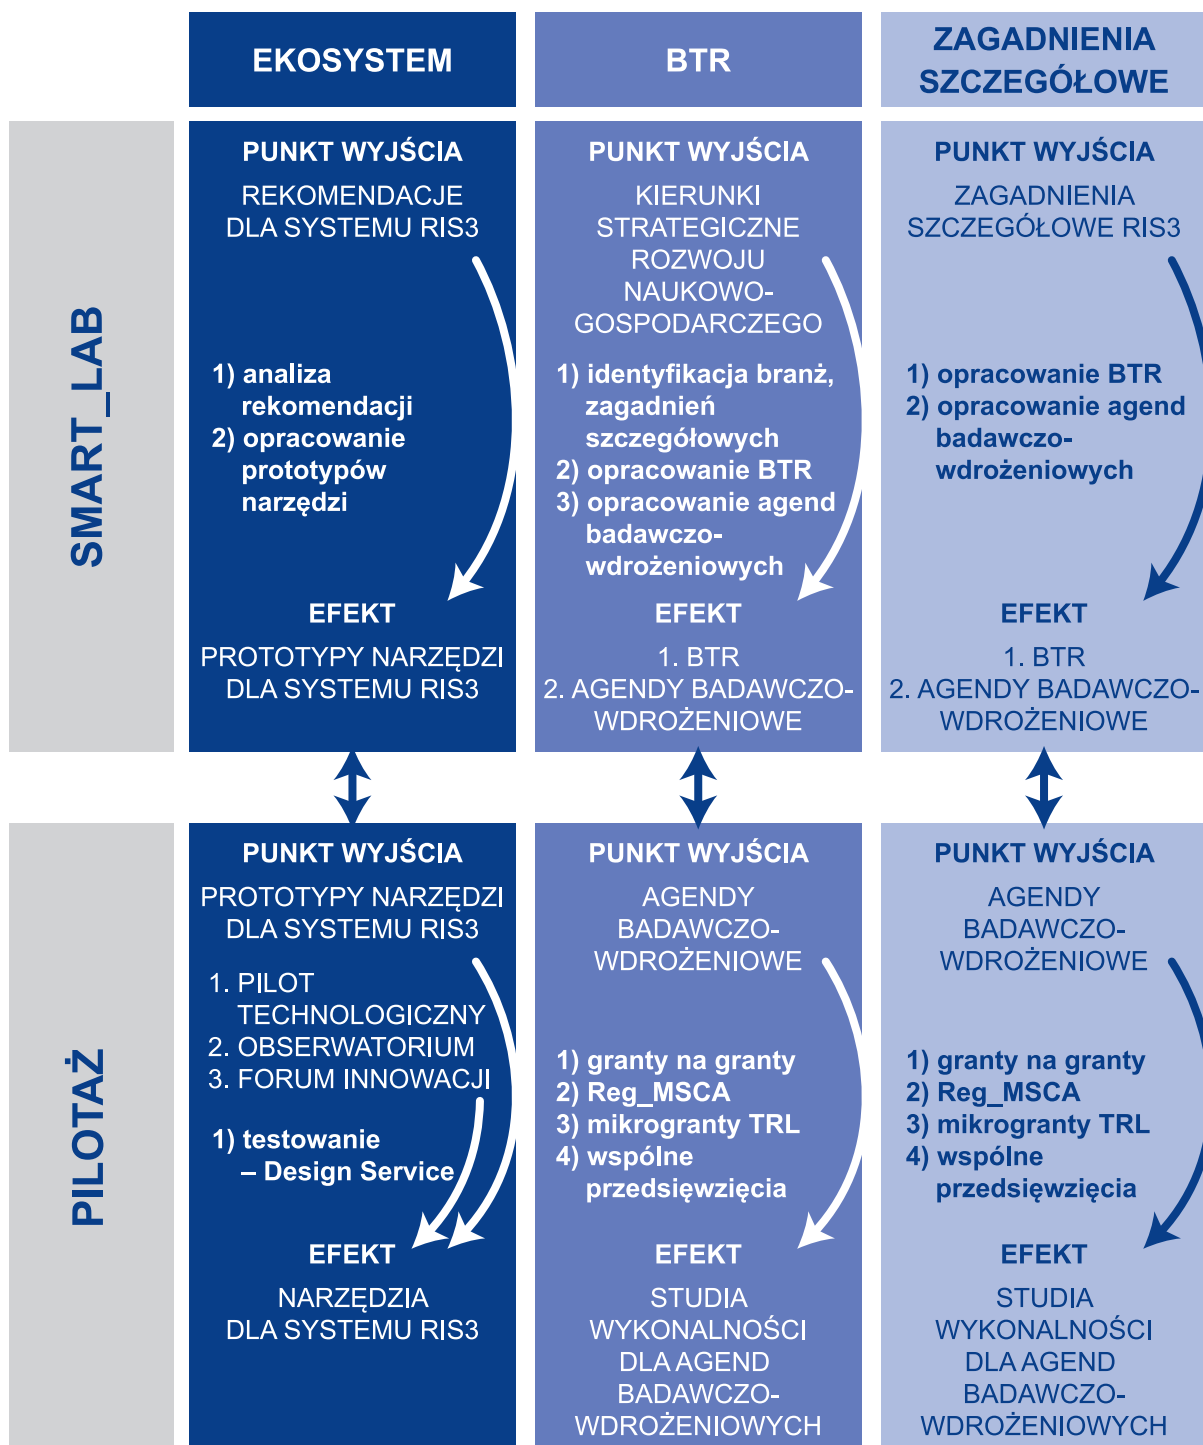 EKOSYSTEM
BTR
ZAGADNIENIA
SZCZEGÓŁOWE
SMART_LAB
PUNKT WYJŚCIA
REKOMENDACJE
DLA SYSTEMU RIS3
1) analiza
rekomendacji
2) opracowanie
prototypów
narzędzi
EFEKT
PROTOTYPY NARZĘDZI
DLA SYSTEMU RIS3
PUNKT WYJŚCIA
KIERUNKI
STRATEGICZNE
ROZWOJU
NAUKOWO-
GOSPODARCZEGO
1) identyfikacja branż,
zagadnień
szczegółowych
2) opracowanie BTR
3) opracowanie agend
badawczo-
wdrożeniowych
EFEKT
1. BTR
2. AGENDY BADAWCZO-
WDROŻENIOWE
PUNKT WYJŚCIA
ZAGADNIENIA
SZCZEGÓŁOWE RIS3
1) opracowanie BTR
2) opracowanie agend
badawczo-
wdrożeniowych
EFEKT
1. BTR
2. AGENDY BADAWCZO-
WDROŻENIOWE
PILOTAŻ
PUNKT WYJŚCIA
PROTOTYPY NARZĘDZI
DLA SYSTEMU RIS3
1. PILOT
TECHNOLOGICZNY
2. OBSERWATORIUM
3. FORUM INNOWACJI
1) testowanie
– Design Service
EFEKT
NARZĘDZIA
DLA SYSTEMU RIS3
PUNKT WYJŚCIA
AGENDY
BADAWCZO-
WDROŻENIOWE
1) granty na granty
2) Reg_MSCA
3) mikrogranty TRL
4) wspólne
przedsięwzięcia
EFEKT
STUDIA
WYKONALNOŚCI
DLA AGEND
BADAWCZO-
WDROŻENIOWYCH
PUNKT WYJŚCIA
AGENDY
BADAWCZO-
WDROŻENIOWE
1) granty na granty
2) Reg_MSCA
3) mikrogranty TRL
4) wspólne
przedsięwzięcia
EFEKT
STUDIA
WYKONALNOŚCI
DLA AGEND
BADAWCZO-
WDROŻENIOWYCH